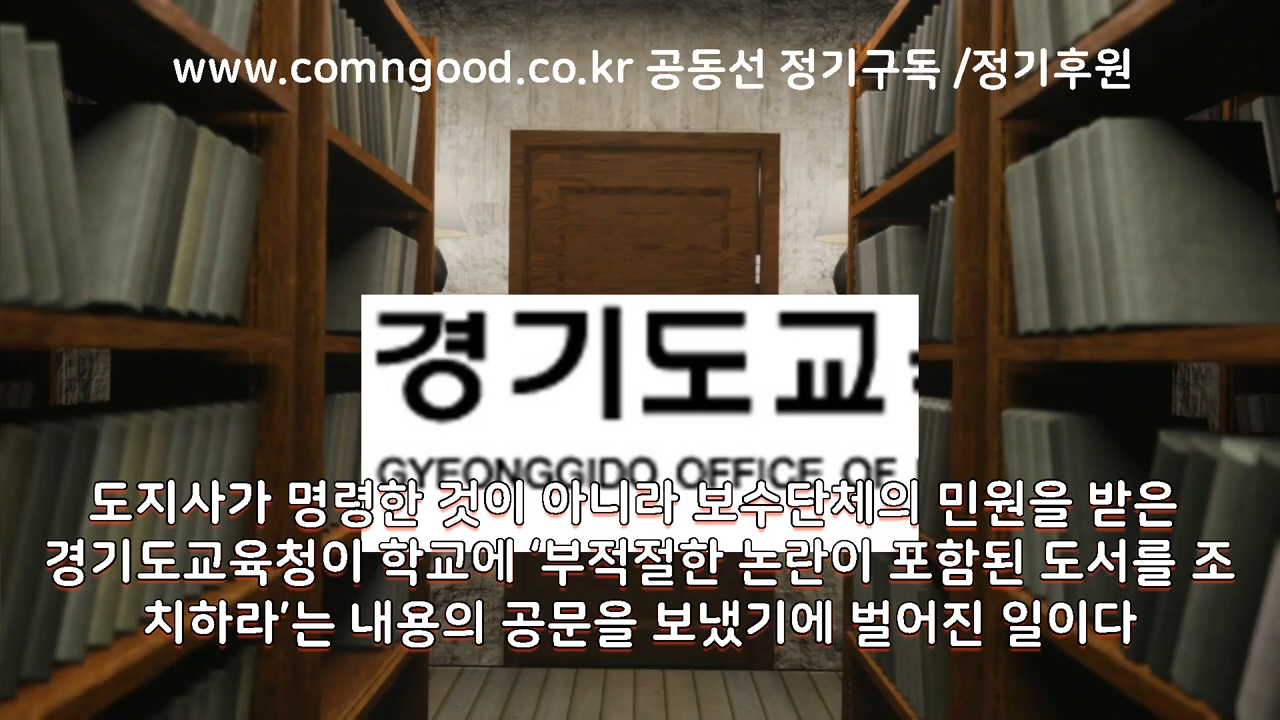 www.comngood.co.kr 공동선 정기구독 /정기후원
경기도교
GYEONGGIDO OFFICE OF
도지사가 명령한 것이 아니라 보수단체의 민원을 받은
경기도교육청이 학교에 ‘부적절한 논란이 포함된 도서를 조
치하라’는 내용의 공문을 보냈기에 벌어진 일이다